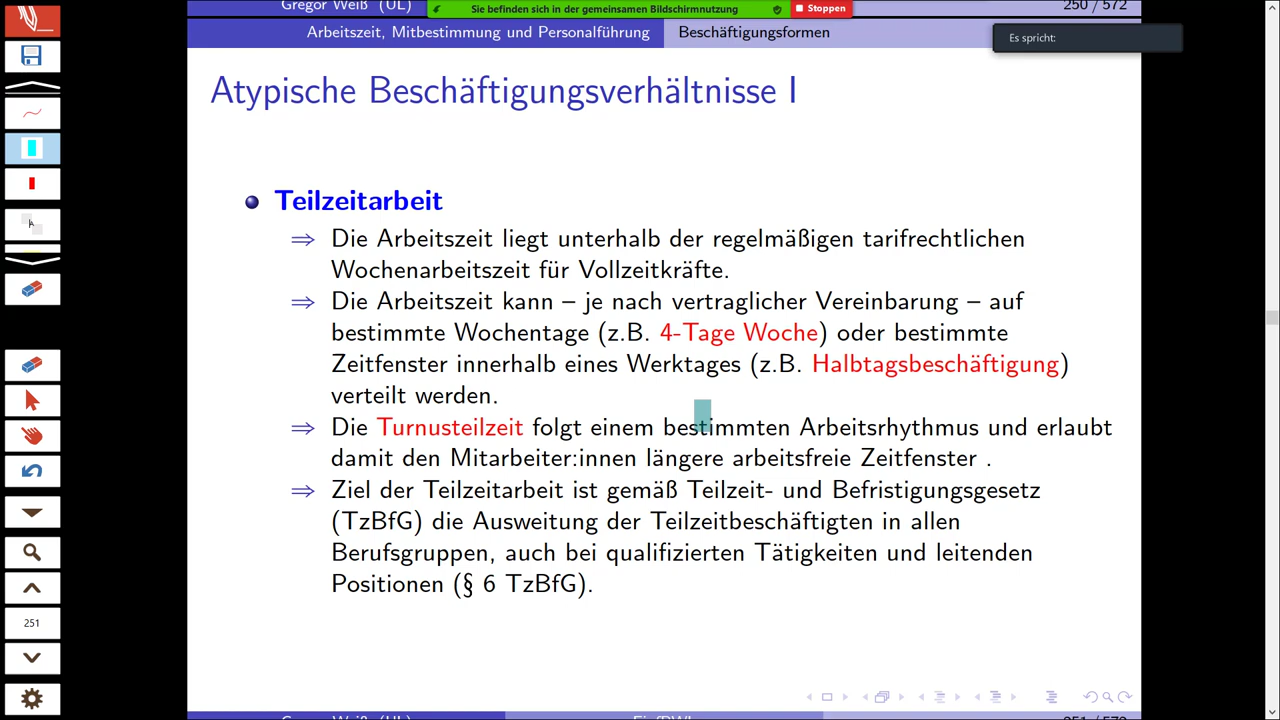 Gregor Weiß (UL)
Sie befinden sich in der gemeinsamen Bildschirmnutzung
Stoppen
250 / 572
Arbeitszeit, Mitbestimmung und Personalführung
Beschäftigungsformen
Es spricht:
Atypische Beschäftigungsverhältnisse I
Teilzeitarbeit
⇒ Die Arbeitszeit liegt unterhalb der regelmäßigen tarifrechtlichen
Wochenarbeitszeit für Vollzeitkräfte.
⇒ Die Arbeitszeit kann – je nach vertraglicher Vereinbarung – auf
bestimmte Wochentage (z.B. 4-Tage Woche) oder bestimmte
Zeitfenster innerhalb eines Werktages (z.B. Halbtagsbeschäftigung)
verteilt werden.
⇒ Die Turnusteilzeit folgt einem bestimmten Arbeitsrhythmus und erlaubt
damit den Mitarbeiter:innen längere arbeitsfreie Zeitfenster .
⇒ Ziel der Teilzeitarbeit ist gemäß Teilzeit- und Befristigungsgesetz
(TzBfG) die Ausweitung der Teilzeitbeschäftigten in allen
Berufsgruppen, auch bei qualifizierten Tätigkeiten und leitenden
Positionen (§ 6 TzBfG).
251
Gregor Weiß (UL)
251 / 572